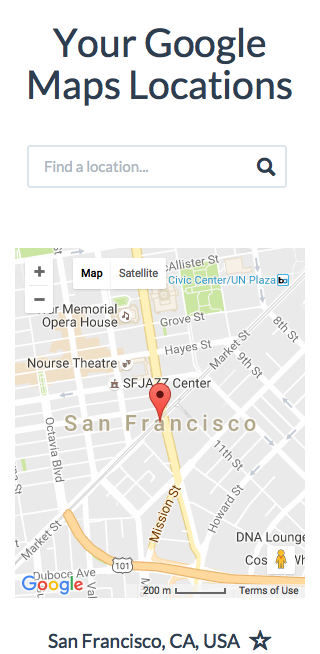 Your Google
Maps Locations
Find a location...
+
Map Satellite
−
McAllister St
Civic Center/UN Plaza
b
War Memorial
Opera House
Grove St
8th St
Hayes St
Market St
9th St
Nourse Theatre
SFJAZZ Center
San Francisco
Octavia Blvd
11th St
Mission St
Howard St
Market St
DNA Lounge
101
Duboce Ave
Google
200 m
Terms of Use
San Francisco, CA, USA